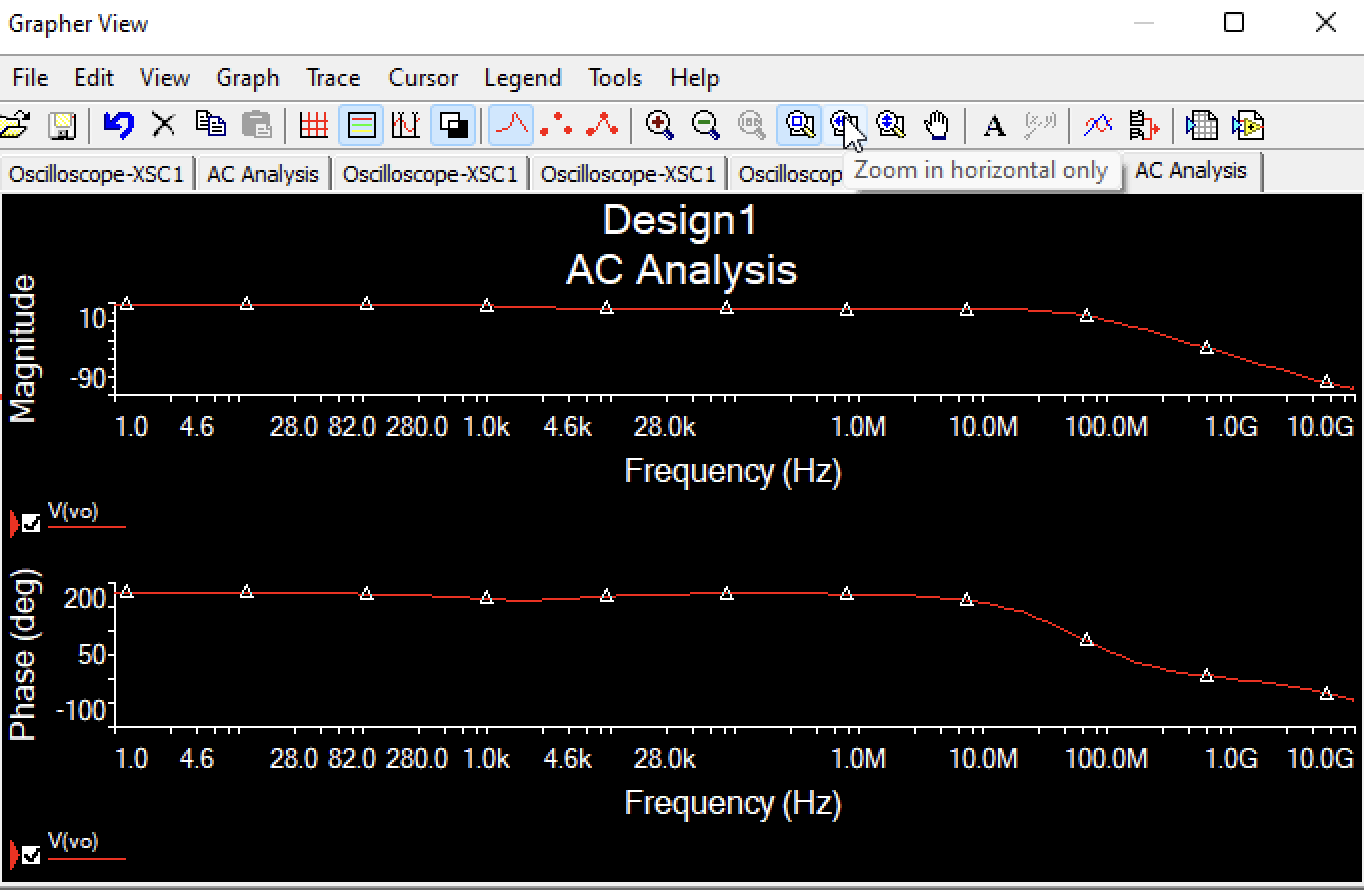 Grapher View
File Edit View Graph Trace Cursor Legend Tools Help
A
Oscilloscope-XSC1 AC Analysis Oscilloscope-XSC1 Oscilloscope-XSC1 Oscilloscop Zoom in horizontal only AC Analysis
Design1
AC Analysis
Magnitude
10
-90
1.0 4.6 28.0 82.0 280.0 1.0k 4.6k 28.0k 1.0M 10.0M 100.0M 1.0G 10.0G
Frequency (Hz)
V(vo)
Phase (deg)
200
50
-100
1.0 4.6 28.0 82.0 280.0 1.0k 4.6k 28.0k 1.0M 10.0M 100.0M 1.0G 10.0G
Frequency (Hz)
V(vo)